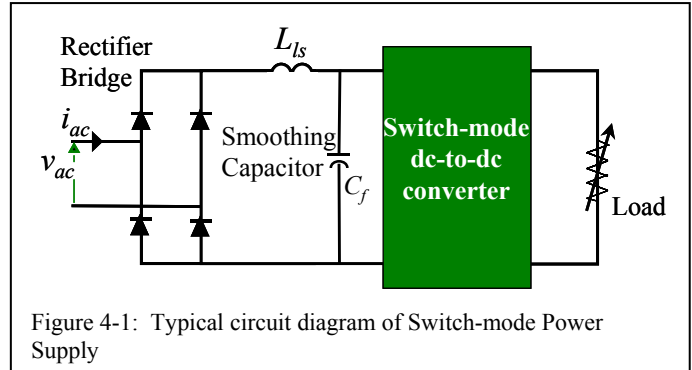 Rectifier
Bridge
L_ls
i_ac
v_ac
Smoothing
Capacitor
C_f
Switch-mode
dc-to-dc
converter
Load
Figure 4-1: Typical circuit diagram of Switch-mode Power
Supply